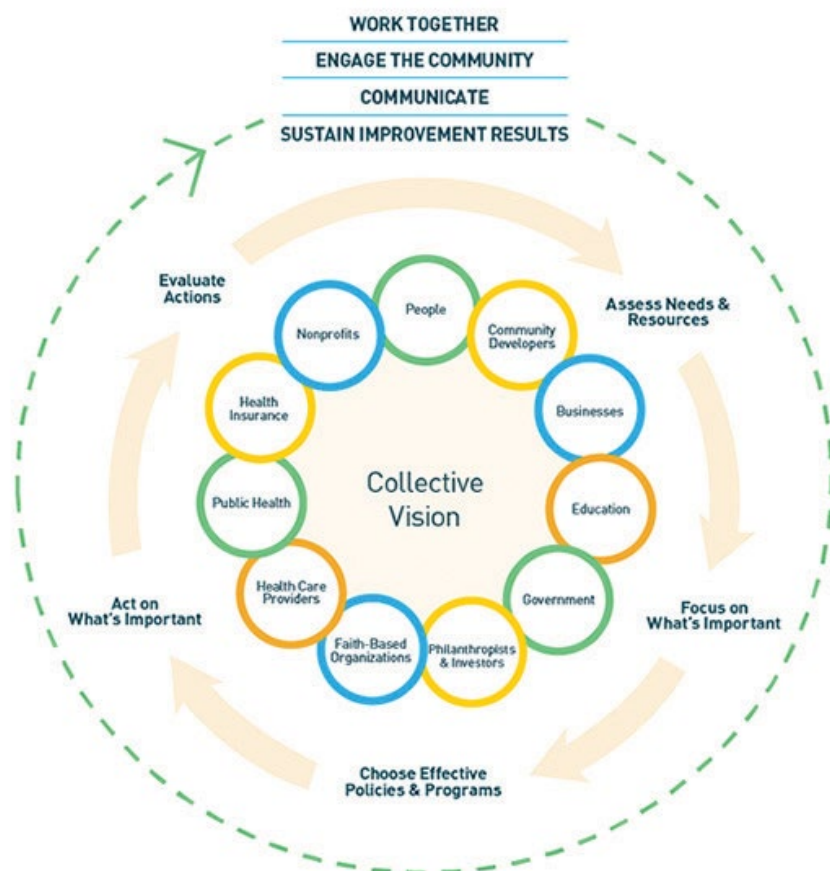 WORK TOGETHER
ENGAGE THE COMMUNITY
COMMUNICATE
SUSTAIN IMPROVEMENT RESULTS
Evaluate
Actions
Assess Needs &
Resources
Focus on
What's Important
Choose Effective
Policies & Programs
Act on
What's Important
People
Community
Developers
Businesses
Education
Government
Philanthropists
& Investors
Faith-Based
Organizations
Health Care
Providers
Public Health
Health
Insurance
Nonprofits
Collective
Vision